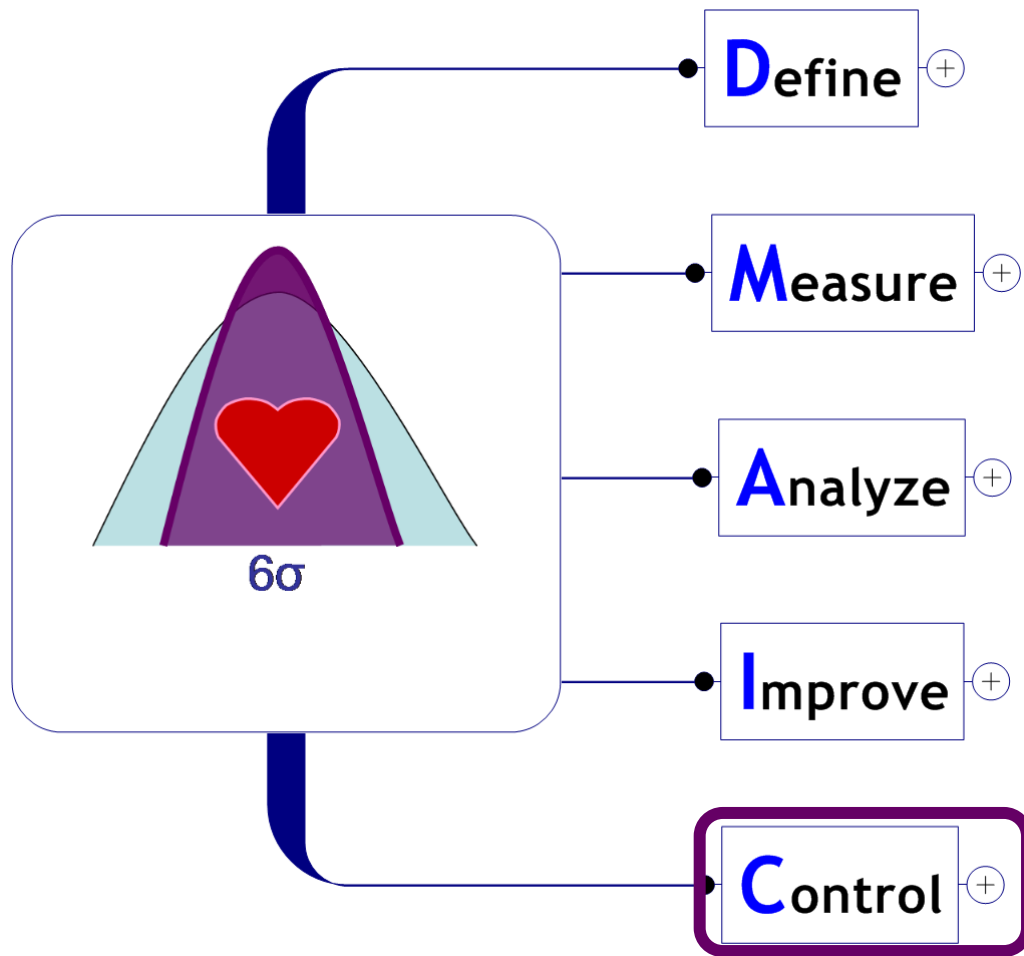 Define
Measure
Analyze
6σ
Improve
Control